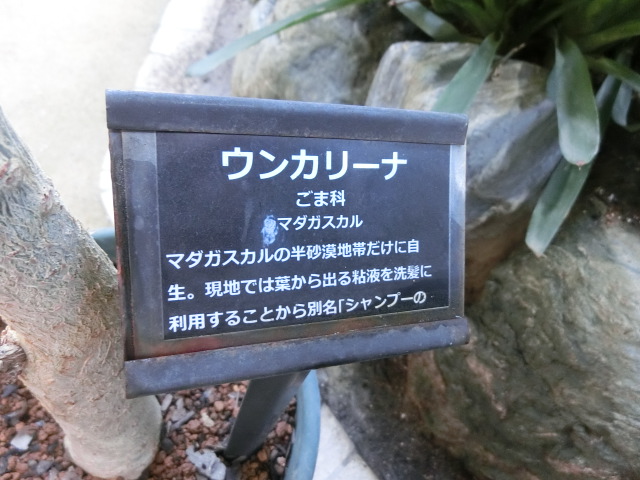 ウンカリーナ
ごま科
マダガスカル
マダガスカルの半砂漠地帯だけに自
生。現地では葉から出る粘液を洗髪に
利用することから別名「シャンプーの